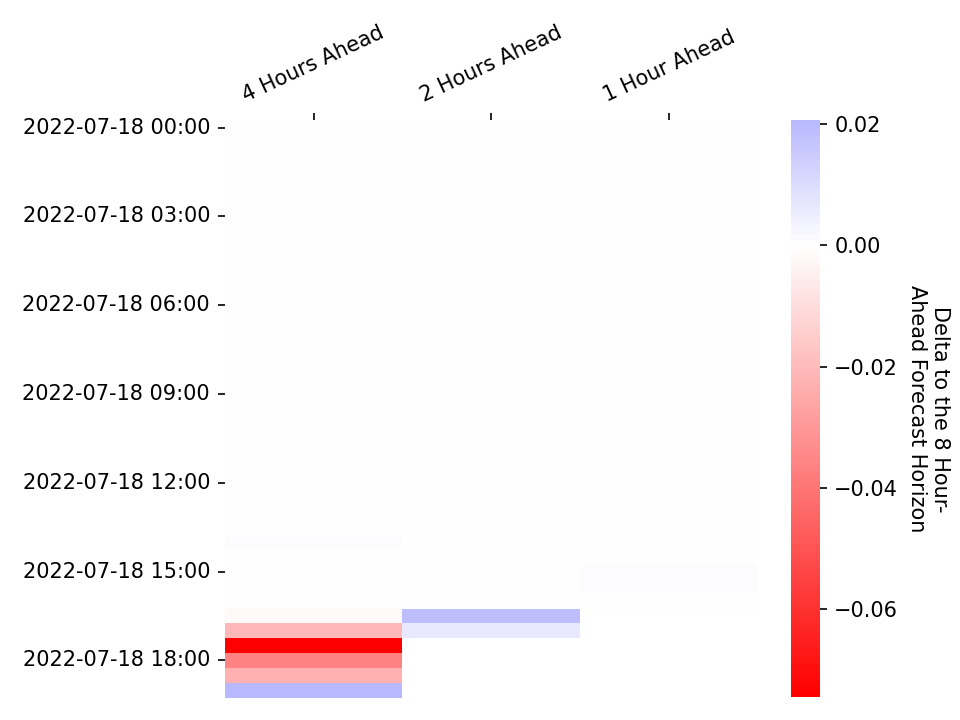 4 Hours Ahead
2 Hours Ahead
1 Hour Ahead
2022-07-18 00:00
2022-07-18 03:00
2022-07-18 06:00
2022-07-18 09:00
2022-07-18 12:00
2022-07-18 15:00
2022-07-18 18:00
0.02
0.00
−0.02
−0.04
−0.06
Delta to the 8 Hour-
Ahead Forecast Horizon